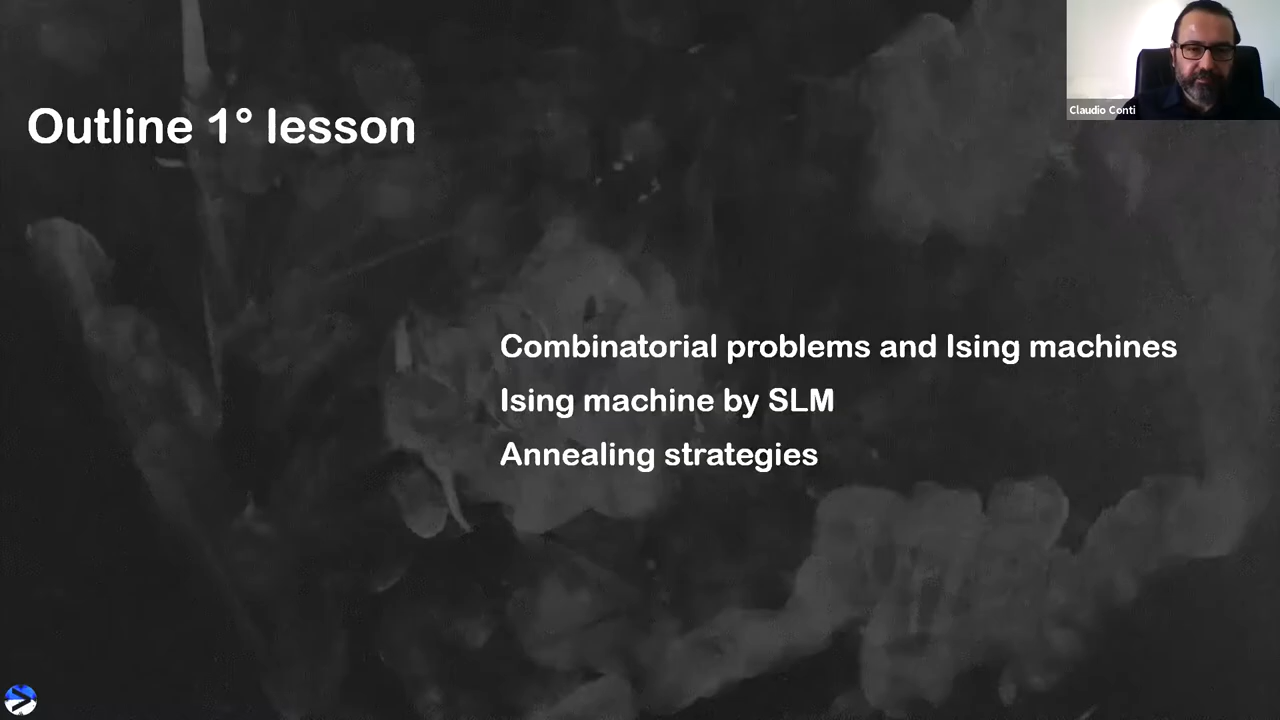 Claudio Conti
Outline 1° lesson
Combinatorial problems and Ising machines
Ising machine by SLM
Annealing strategies